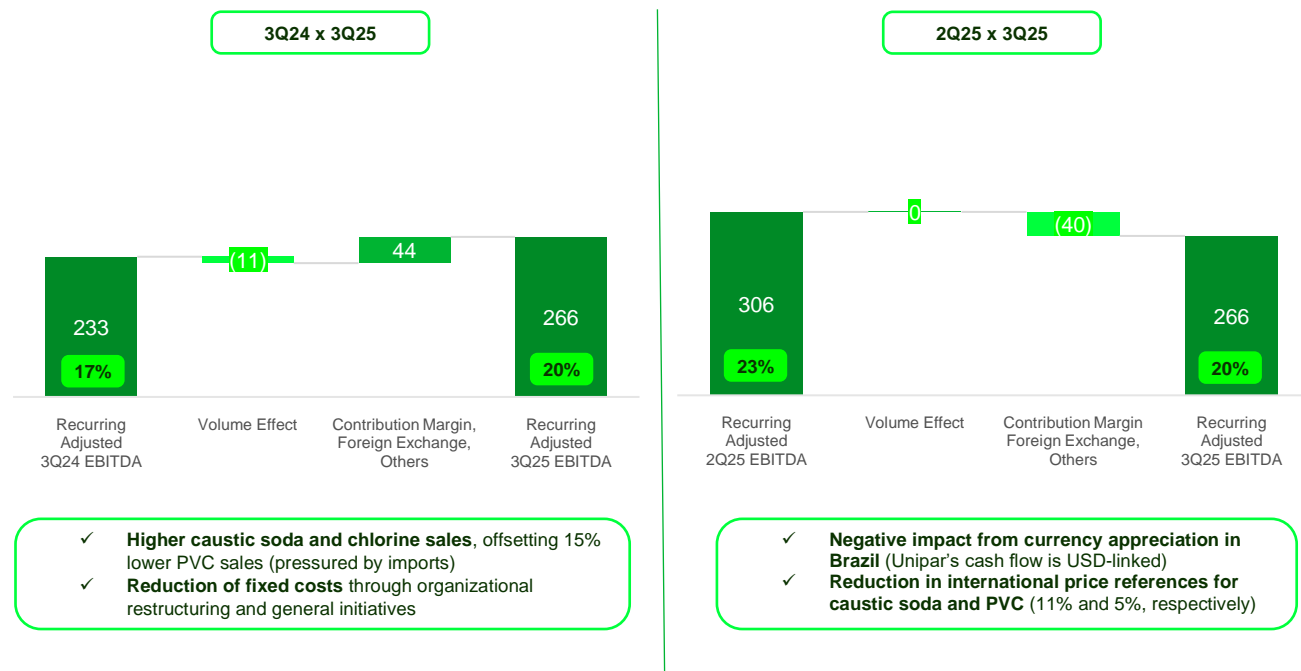 3Q24 x 3Q25
233
17%
(11)
44
266
20%
Recurring
Adjusted
3Q24 EBITDA
Volume Effect
Contribution Margin,
Foreign Exchange,
Others
Recurring
Adjusted
3Q25 EBITDA
✓ Higher caustic soda and chlorine sales, offsetting 15%
lower PVC sales (pressured by imports)
✓ Reduction of fixed costs through organizational
restructuring and general initiatives
2Q25 x 3Q25
306
23%
0
(40)
266
20%
Recurring
Adjusted
2Q25 EBITDA
Volume Effect
Contribution Margin
Foreign Exchange,
Others
Recurring
Adjusted
3Q25 EBITDA
✓ Negative impact from currency appreciation in
Brazil (Unipar's cash flow is USD-linked)
✓ Reduction in international price references for
caustic soda and PVC (11% and 5%, respectively)